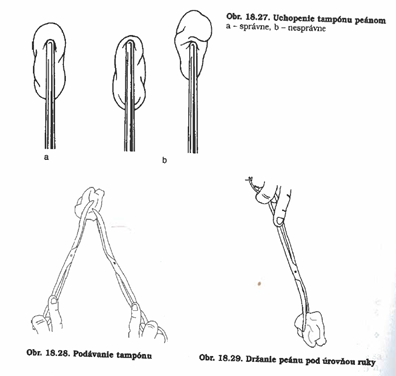 Obr. 18.27. Uchopenie tampónu peánom
a – správne, b – nesprávne
a
b
Obr. 18.28. Podávanie tampónu
Obr. 18.29. Držanie peánu pod úrovňou ruky